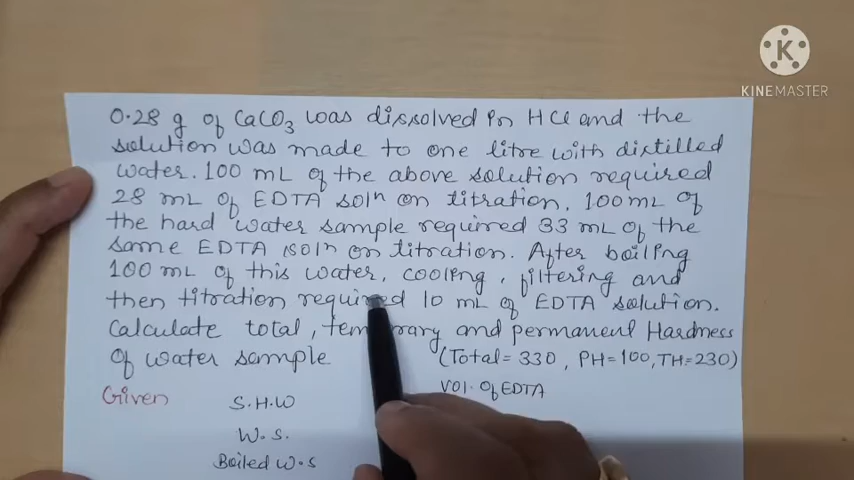 K
KINEMASTER
0.28 g of CaCO3 was dissolved in HCl and the
solution was made to one litre with distilled
water. 100 mL of the above solution required
28 mL of EDTA soln on titration. 100 mL of
the hard water sample required 33 mL of the
same EDTA soln on titration. After boiling
100 mL of this water, cooling, filtering and
then titration required 10 mL of EDTA solution.
Calculate total, temporary and permanent Hardness
of water sample (Total = 330, PH=100, TH=230)
Given vol. of EDTA
S.H.W
W.S.
Boiled W.S